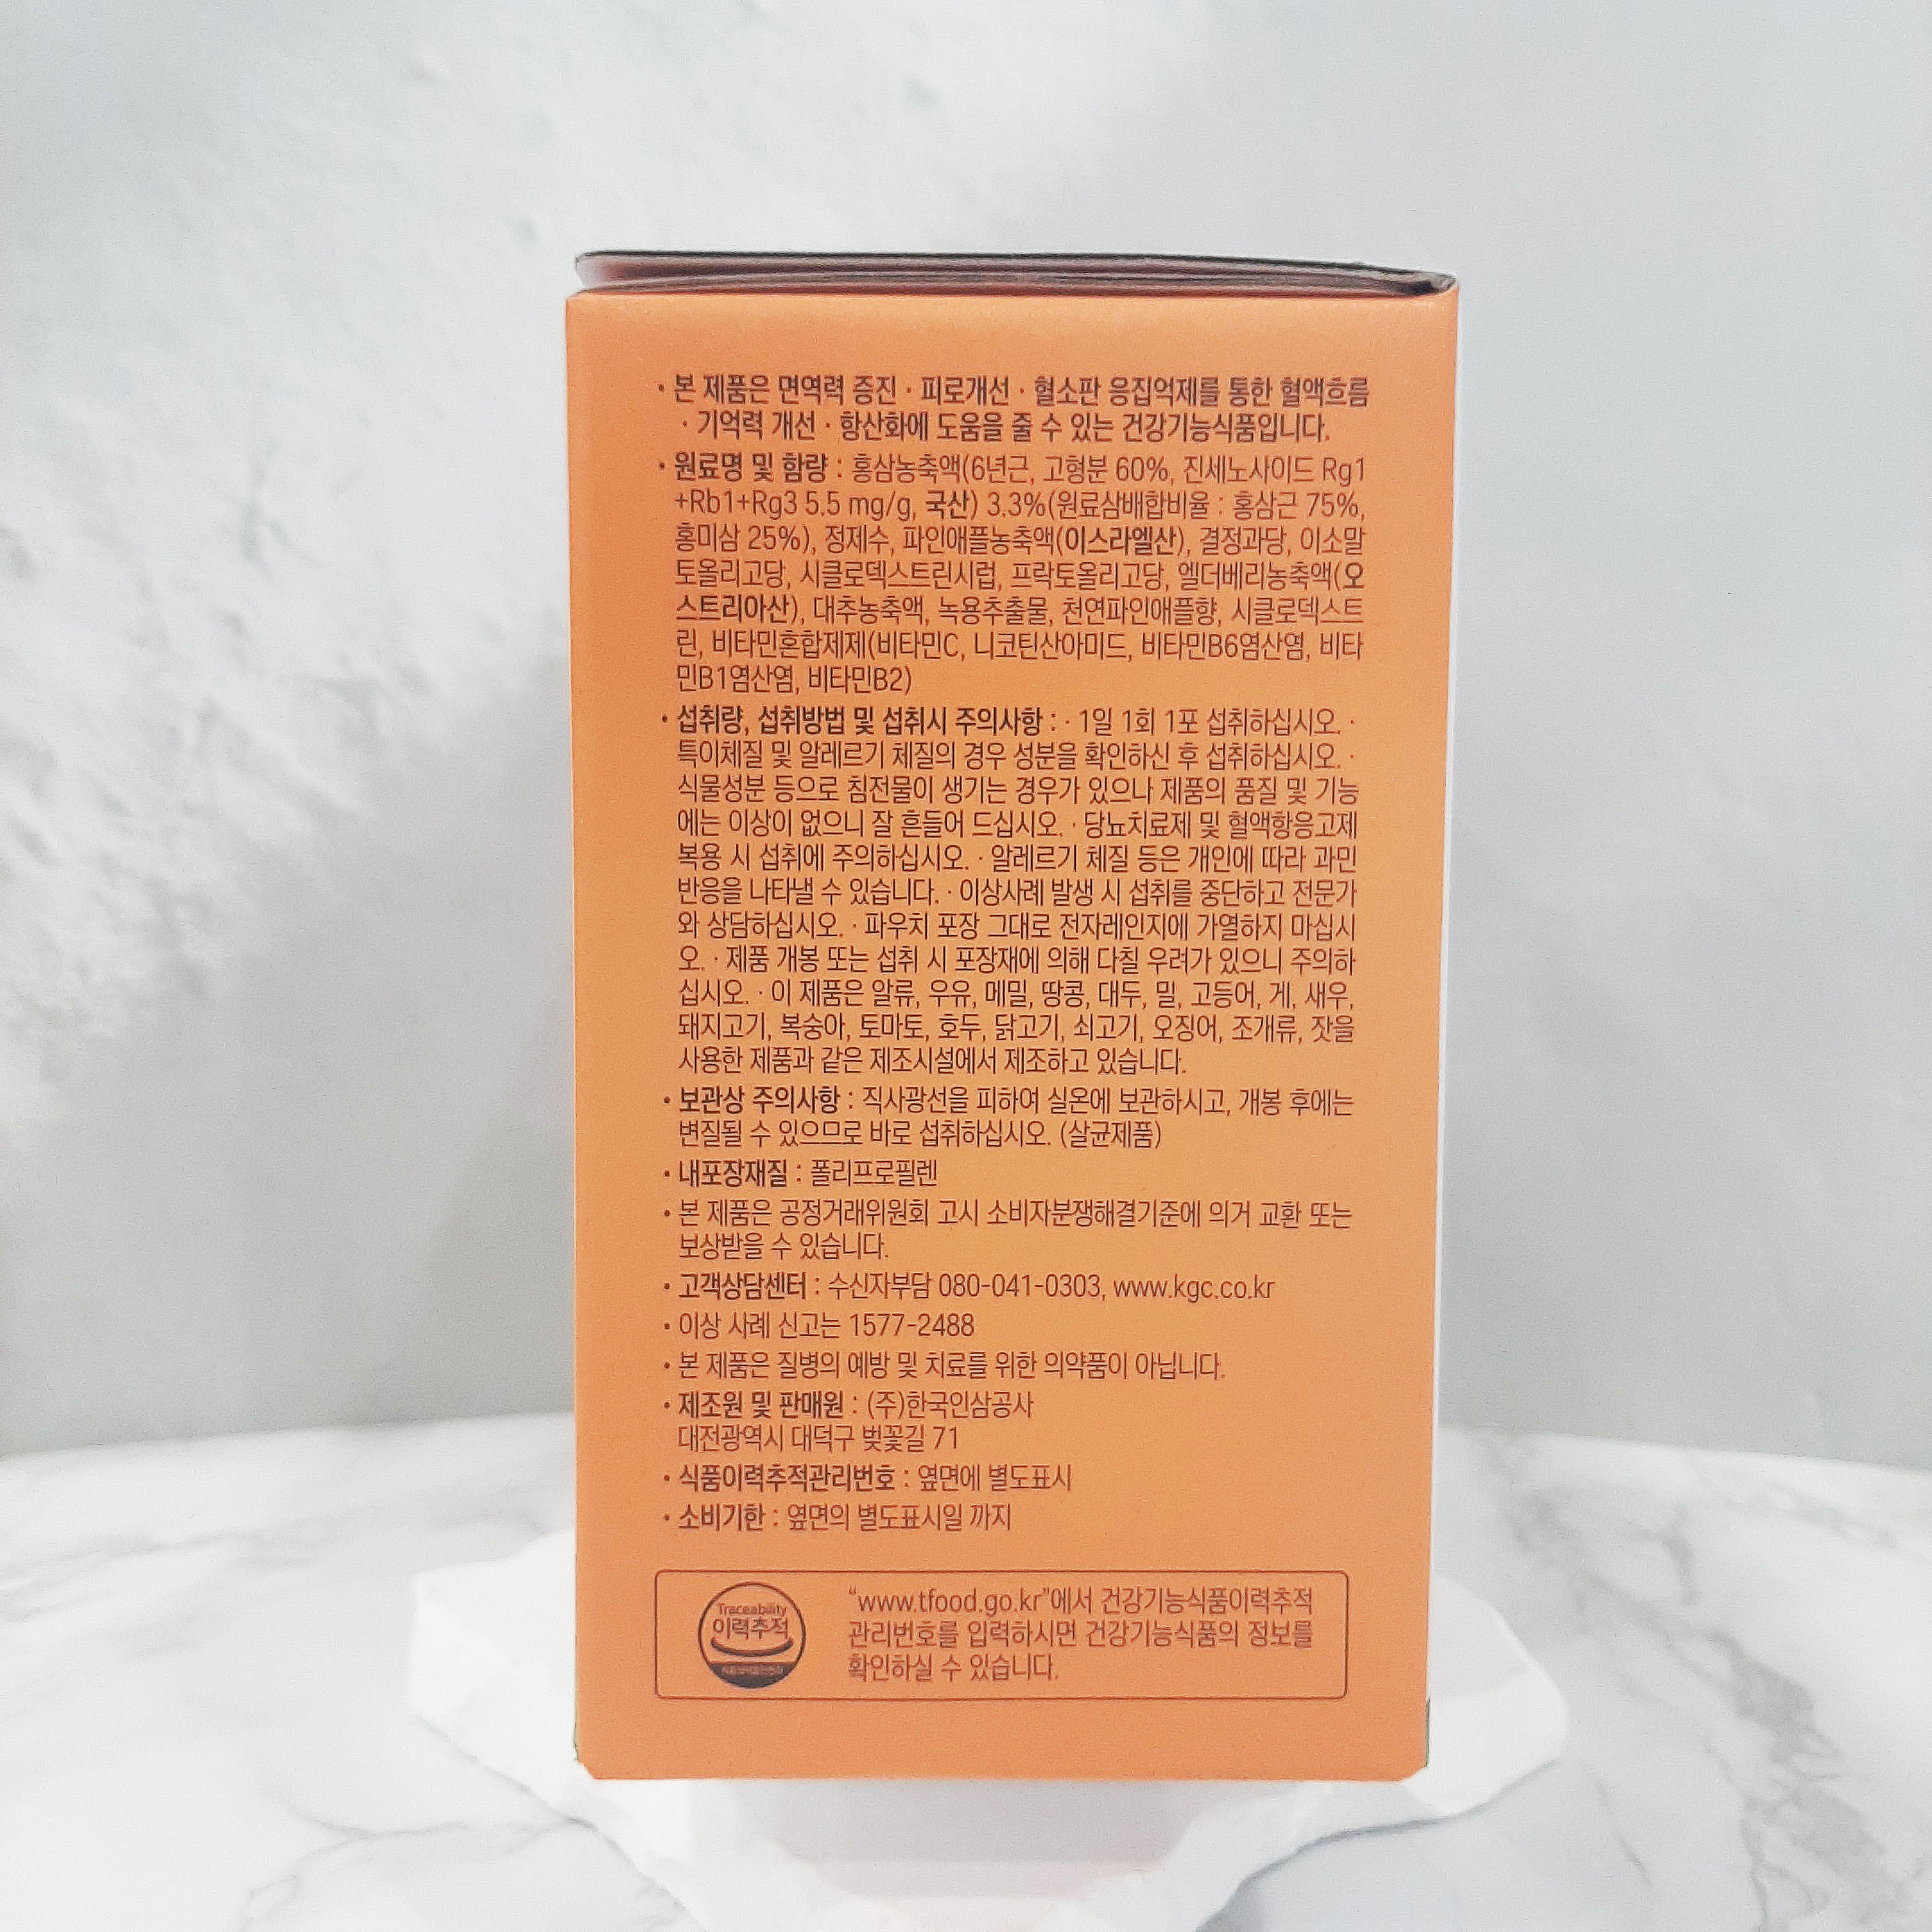 • 본 제품은 면역력 증진 · 피로개선 · 혈소판 응집억제를 통한 혈액흐름
· 기억력 개선 · 항산화에 도움을 줄 수 있는 건강기능식품입니다.
• 원료명 및 함량 : 홍삼농축액(6년근, 고형분 60%, 진세노사이드 Rg1
+Rb1+Rg3 5.5 mg/g, 국산) 3.3%(원료삼배합비율 : 홍삼근 75%,
홍미삼 25%), 정제수, 파인애플농축액(이스라엘산), 결정과당, 이소말
토올리고당, 시클로덱스트린시럽, 프락토올리고당, 엘더베리농축액(오
스트리아산), 대추농축액, 녹용추출물, 천연파인애플향, 시클로덱스트
린, 비타민혼합제제(비타민C, 니코틴산아미드, 비타민B6염산염, 비타
민B1염산염, 비타민B2)
• 섭취량, 섭취방법 및 섭취시 주의사항 : · 1일 1회 1포 섭취하십시오. ·
특이체질 및 알레르기 체질의 경우 성분을 확인하신 후 섭취하십시오. ·
식물성분 등으로 침전물이 생기는 경우가 있으나 제품의 품질 및 기능
에는 이상이 없으니 잘 흔들어 드십시오. · 당뇨치료제 및 혈액항응고제
복용 시 섭취에 주의하십시오. · 알레르기 체질 등은 개인에 따라 과민
반응을 나타낼 수 있습니다. · 이상사례 발생 시 섭취를 중단하고 전문가
와 상담하십시오. · 파우치 포장 그대로 전자레인지에 가열하지 마십시
오. · 제품 개봉 또는 섭취 시 포장재에 의해 다칠 우려가 있으니 주의하
십시오. · 이 제품은 알류, 우유, 메밀, 땅콩, 대두, 밀, 고등어, 게, 새우,
돼지고기, 복숭아, 토마토, 호두, 닭고기, 쇠고기, 오징어, 조개류, 잣을
사용한 제품과 같은 제조시설에서 제조하고 있습니다.
• 보관상 주의사항 : 직사광선을 피하여 실온에 보관하시고, 개봉 후에는
변질될 수 있으므로 바로 섭취하십시오. (살균제품)
• 내포장재질 : 폴리프로필렌
• 본 제품은 공정거래위원회 고시 소비자분쟁해결기준에 의거 교환 또는
보상받을 수 있습니다.
• 고객상담센터 : 수신자부담 080-041-0303, www.kgc.co.kr
• 이상 사례 신고는 1577-2488
• 본 제품은 질병의 예방 및 치료를 위한 의약품이 아닙니다.
• 제조원 및 판매원 : (주)한국인삼공사
대전광역시 대덕구 벚꽃길 71
• 식품이력추적관리번호 : 옆면에 별도표시
• 소비기한 : 옆면의 별도표시일 까지
Traceability
이력추적
“www.tfood.go.kr”에서 건강기능식품이력추적
관리번호를 입력하시면 건강기능식품의 정보를
확인하실 수 있습니다.